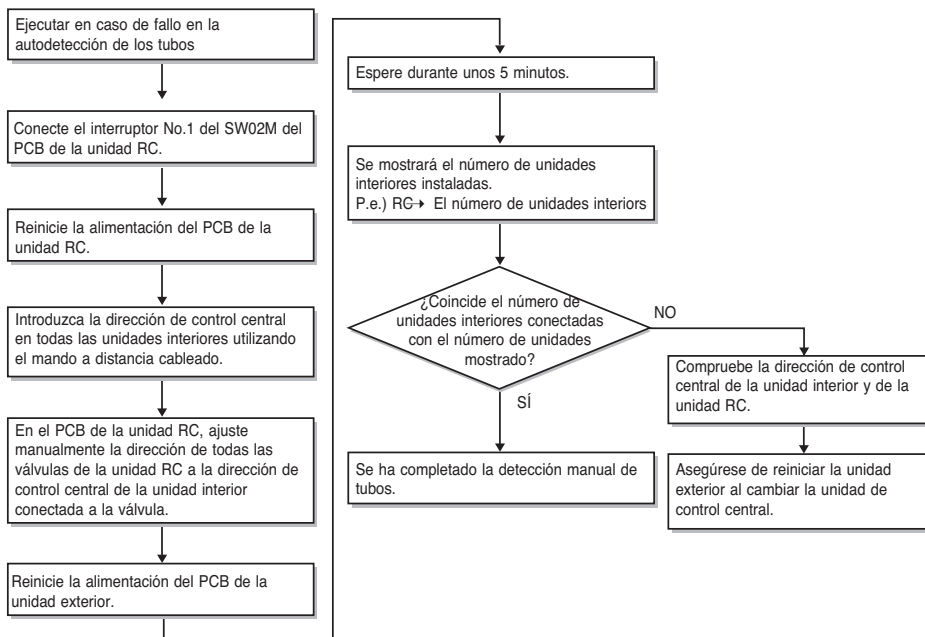 Ejecutar en caso de fallo en la
autodetección de los tubos
Conecte el interruptor No.1 del SW02M del
PCB de la unidad RC.
Reinicie la alimentación del PCB de la
unidad RC.
Introduzca la dirección de control central
en todas las unidades interiores utilizando
el mando a distancia cableado.
En el PCB de la unidad RC, ajuste
manualmente la dirección de todas las
válvulas de la unidad RC a la dirección de
control central de la unidad interior
conectada a la válvula.
Reinicie la alimentación del PCB de la
unidad exterior.
Espere durante unos 5 minutos.
Se mostrará el número de unidades
interiores instaladas.
P.e.) RC→ El número de unidades interiors
¿Coincide el número de
unidades interiores conectadas
con el número de unidades
mostrado?
NO
SÍ
Se ha completado la detección manual de
tubos.
Compruebe la dirección de control
central de la unidad interior y de la
unidad RC.
Asegúrese de reiniciar la unidad
exterior al cambiar la unidad de
control central.